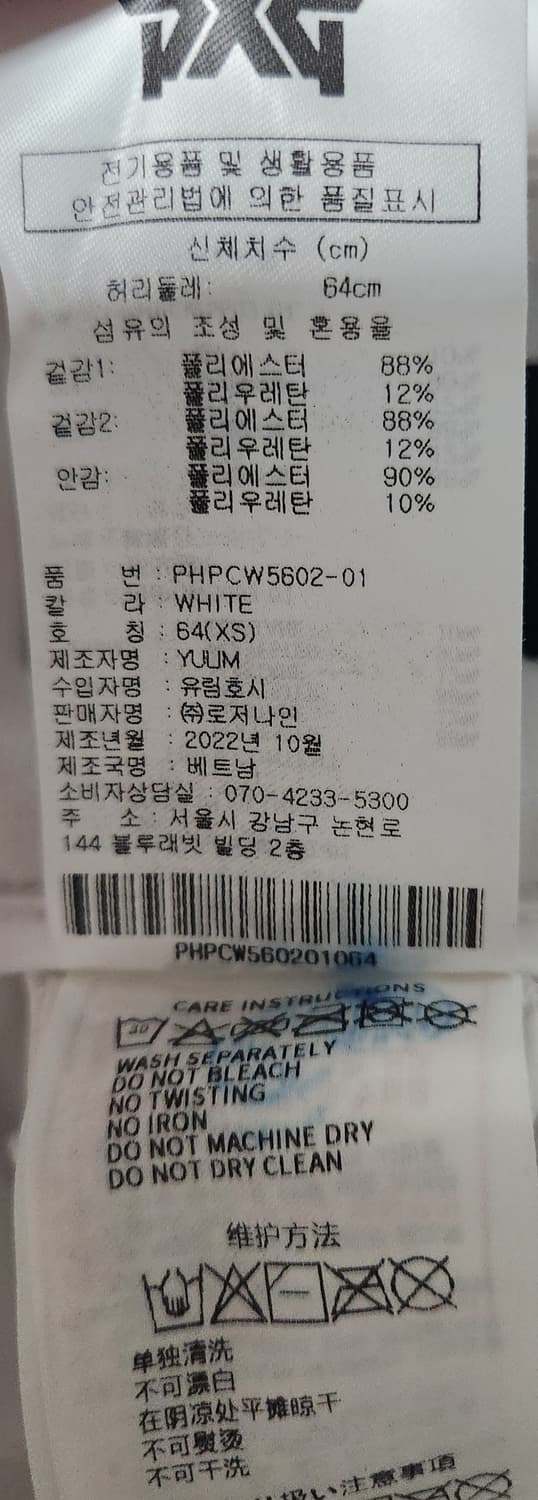 PXG
전기용품 및 생활용품
안전관리법에 의한 품질표시
신체치수 (cm)
허리둘레: 64cm
섬유의 조성 및 혼용율
겉감1: 폴리에스터 88%
폴리우레탄 12%
겉감2: 폴리에스터 88%
폴리우레탄 12%
안감: 폴리에스터 90%
폴리우레탄 10%
품 번 : PHPCW5602-01
칼 라 : WHITE
호 칭 : 64(XS)
제조자명 : YULIM
수입자명 : 유림호시
판매자명 : ㈜로저나인
제조년월 : 2022년 10월
제조국명 : 베트남
소비자상담실 : 070-4233-5300
주 소 : 서울시 강남구 논현로
144 블루래빗 빌딩 2층
PHPCW560201064
CARE INSTRUCTIONS
30
WASH SEPARATELY
DO NOT BLEACH
NO TWISTING
NO IRON
DO NOT MACHINE DRY
DO NOT DRY CLEAN
维护方法
单独清洗
不可漂白
在阴凉处平摊晾干
不可熨烫
不可干洗
扱い注意事項